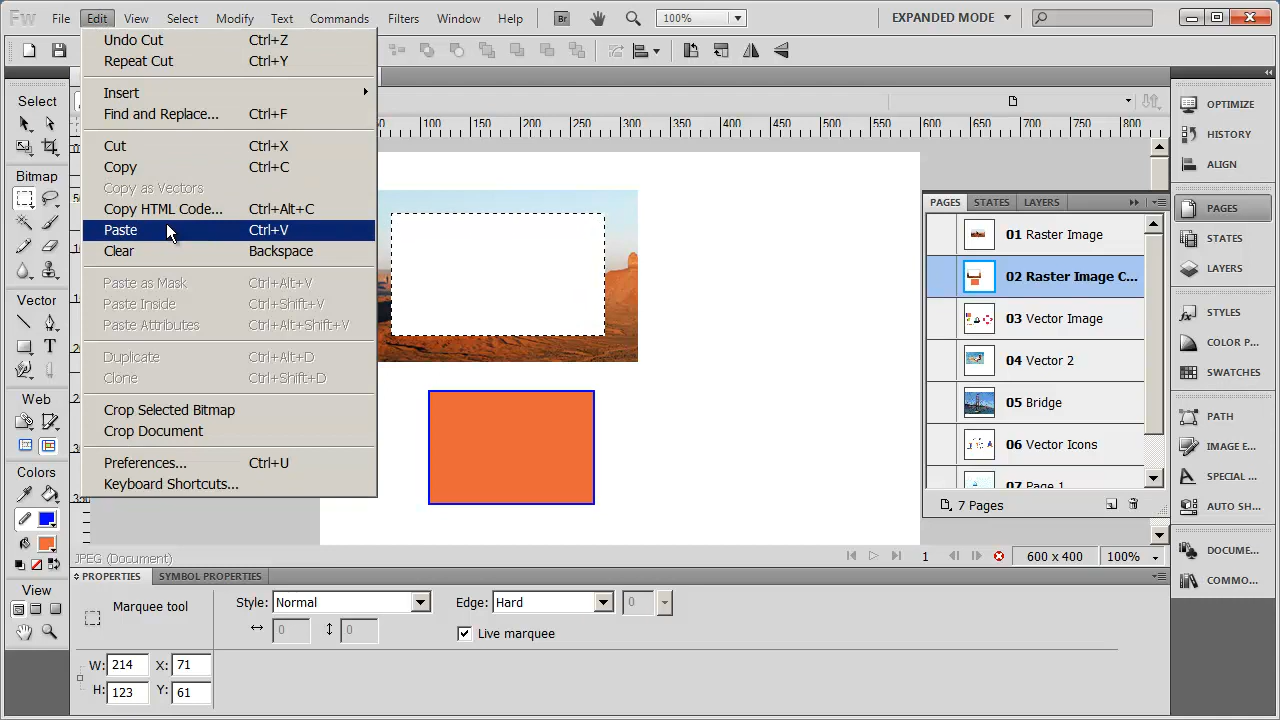 Fw File Edit View Select Modify Text Commands Filters Window Help Br 100% EXPANDED MODE
Undo Cut Ctrl+Z
Repeat Cut Ctrl+Y
Insert
Find and Replace... Ctrl+F
Cut Ctrl+X
Copy Ctrl+C
Copy as Vectors
Copy HTML Code... Ctrl+Alt+C
Paste Ctrl+V
Clear Backspace
Paste as Mask Ctrl+Alt+V
Paste Inside Ctrl+Shift+V
Paste Attributes Ctrl+Alt+Shift+V
Duplicate Ctrl+Alt+D
Clone Ctrl+Shift+D
Crop Selected Bitmap
Crop Document
Preferences... Ctrl+U
Keyboard Shortcuts...
Select
Bitmap
Vector
T
Web
Colors
View
100 150 200 250 300 350 400 450 500 550 600 650 700 750 800
PAGES STATES LAYERS
01 Raster Image
02 Raster Image C...
03 Vector Image
04 Vector 2
05 Bridge
06 Vector Icons
07 Page 1
7 Pages
OPTIMIZE
HISTORY
ALIGN
PAGES
STATES
LAYERS
STYLES
COLOR P...
SWATCHES
PATH
IMAGE E...
SPECIAL ...
AUTO SH...
DOCUME...
COMMO...
JPEG (Document) 1 600 x 400 100%
PROPERTIES SYMBOL PROPERTIES
Marquee tool Style: Normal Edge: Hard 0
0 0 Live marquee
W: 214 X: 71
H: 123 Y: 61